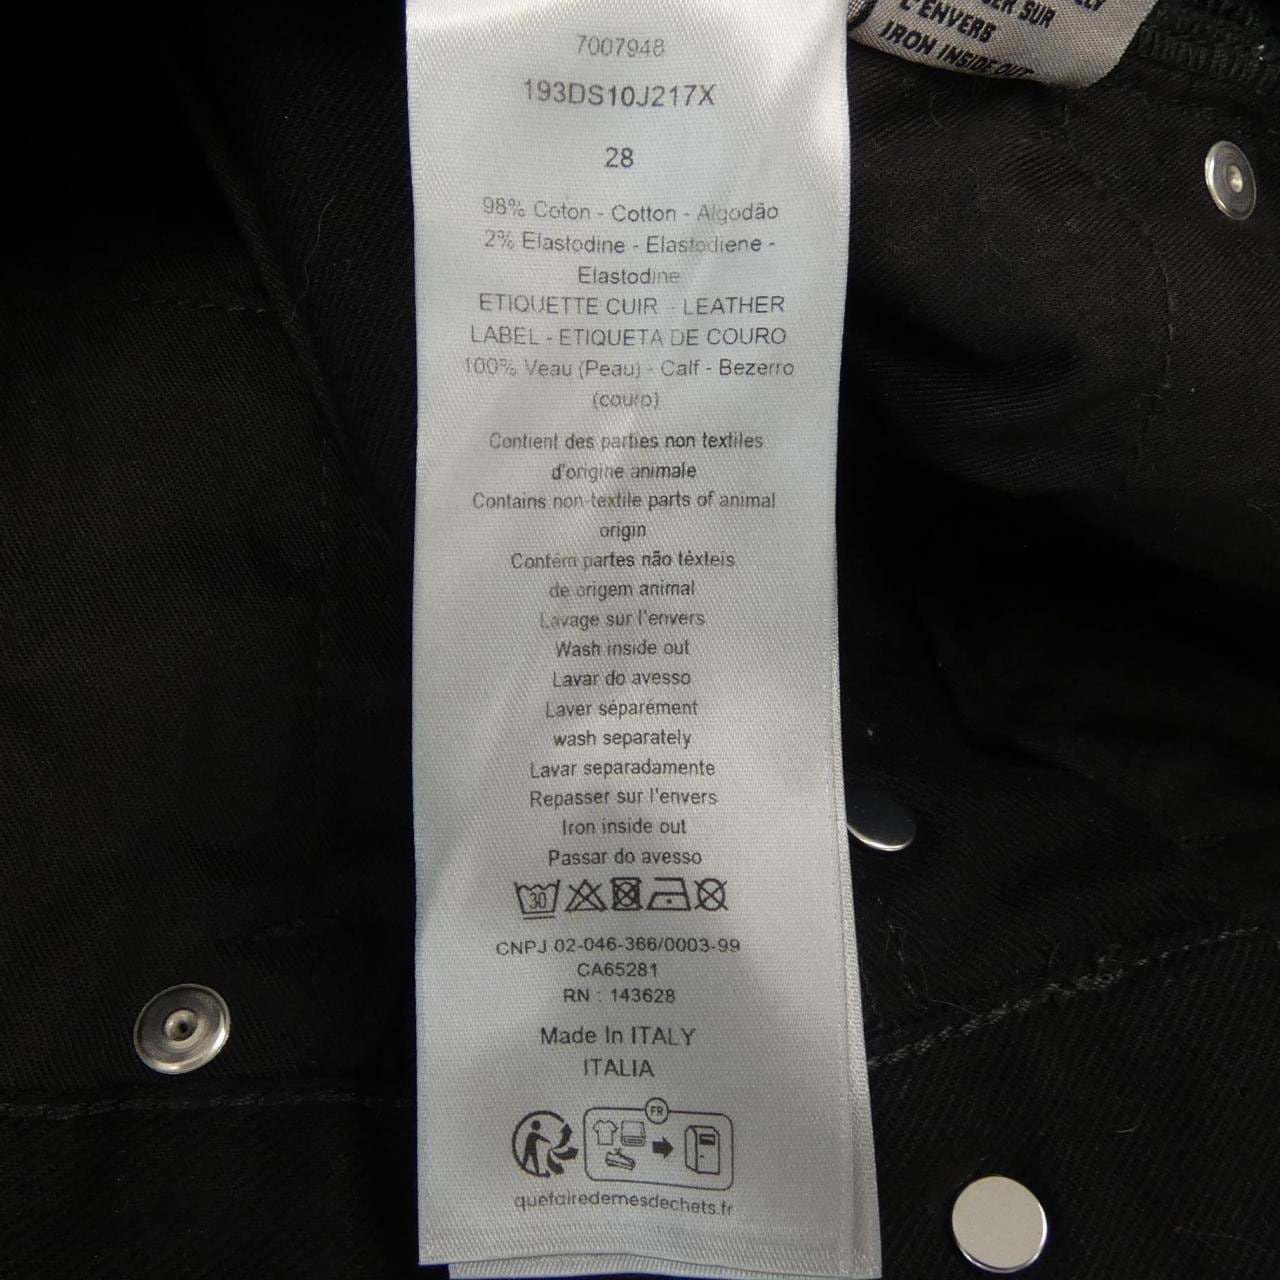 7007948
193DS10J217X
28
98% Coton - Cotton - Algodão
2% Elastodine - Elastodiene -
Elastodine
ETIQUETTE CUIR - LEATHER
LABEL - ETIQUETA DE COURO
100% Veau (Peau) - Calf - Bezerro
(couro)
Contient des parties non textiles
d'origine animale
Contains non-textile parts of animal
origin
Contém partes não têxteis
de origem animal
Lavage sur l'envers
Wash inside out
Lavar do avesso
Laver séparément
wash separately
Lavar separadamente
Repasser sur l'envers
Iron inside out
Passar do avesso
30
CNPJ 02-046-366/0003-99
CA65281
RN : 143628
Made In ITALY
ITALIA
FR
quefairedemesdechets.fr
SUR
L'ENVERS
IRON INSIDE OUT